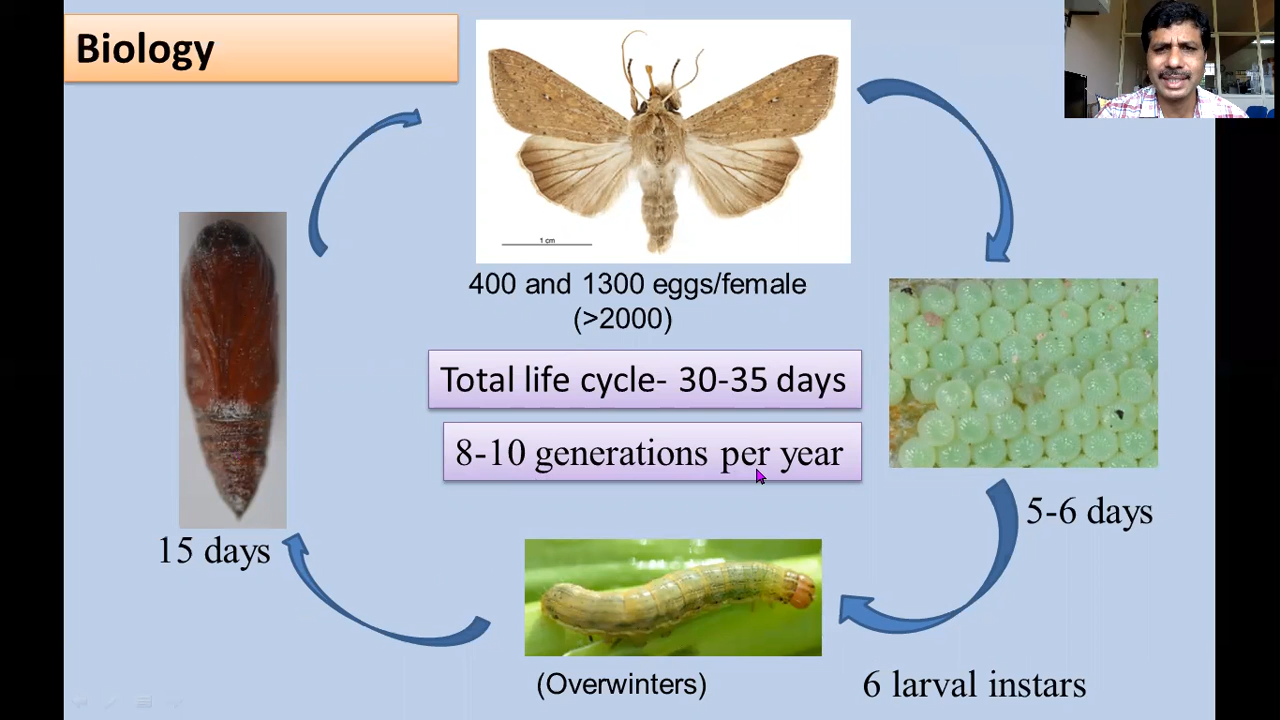 Biology
1 cm
400 and 1300 eggs/female
(>2000)
Total life cycle- 30-35 days
8-10 generations per year
5-6 days
15 days
(Overwinters)
6 larval instars